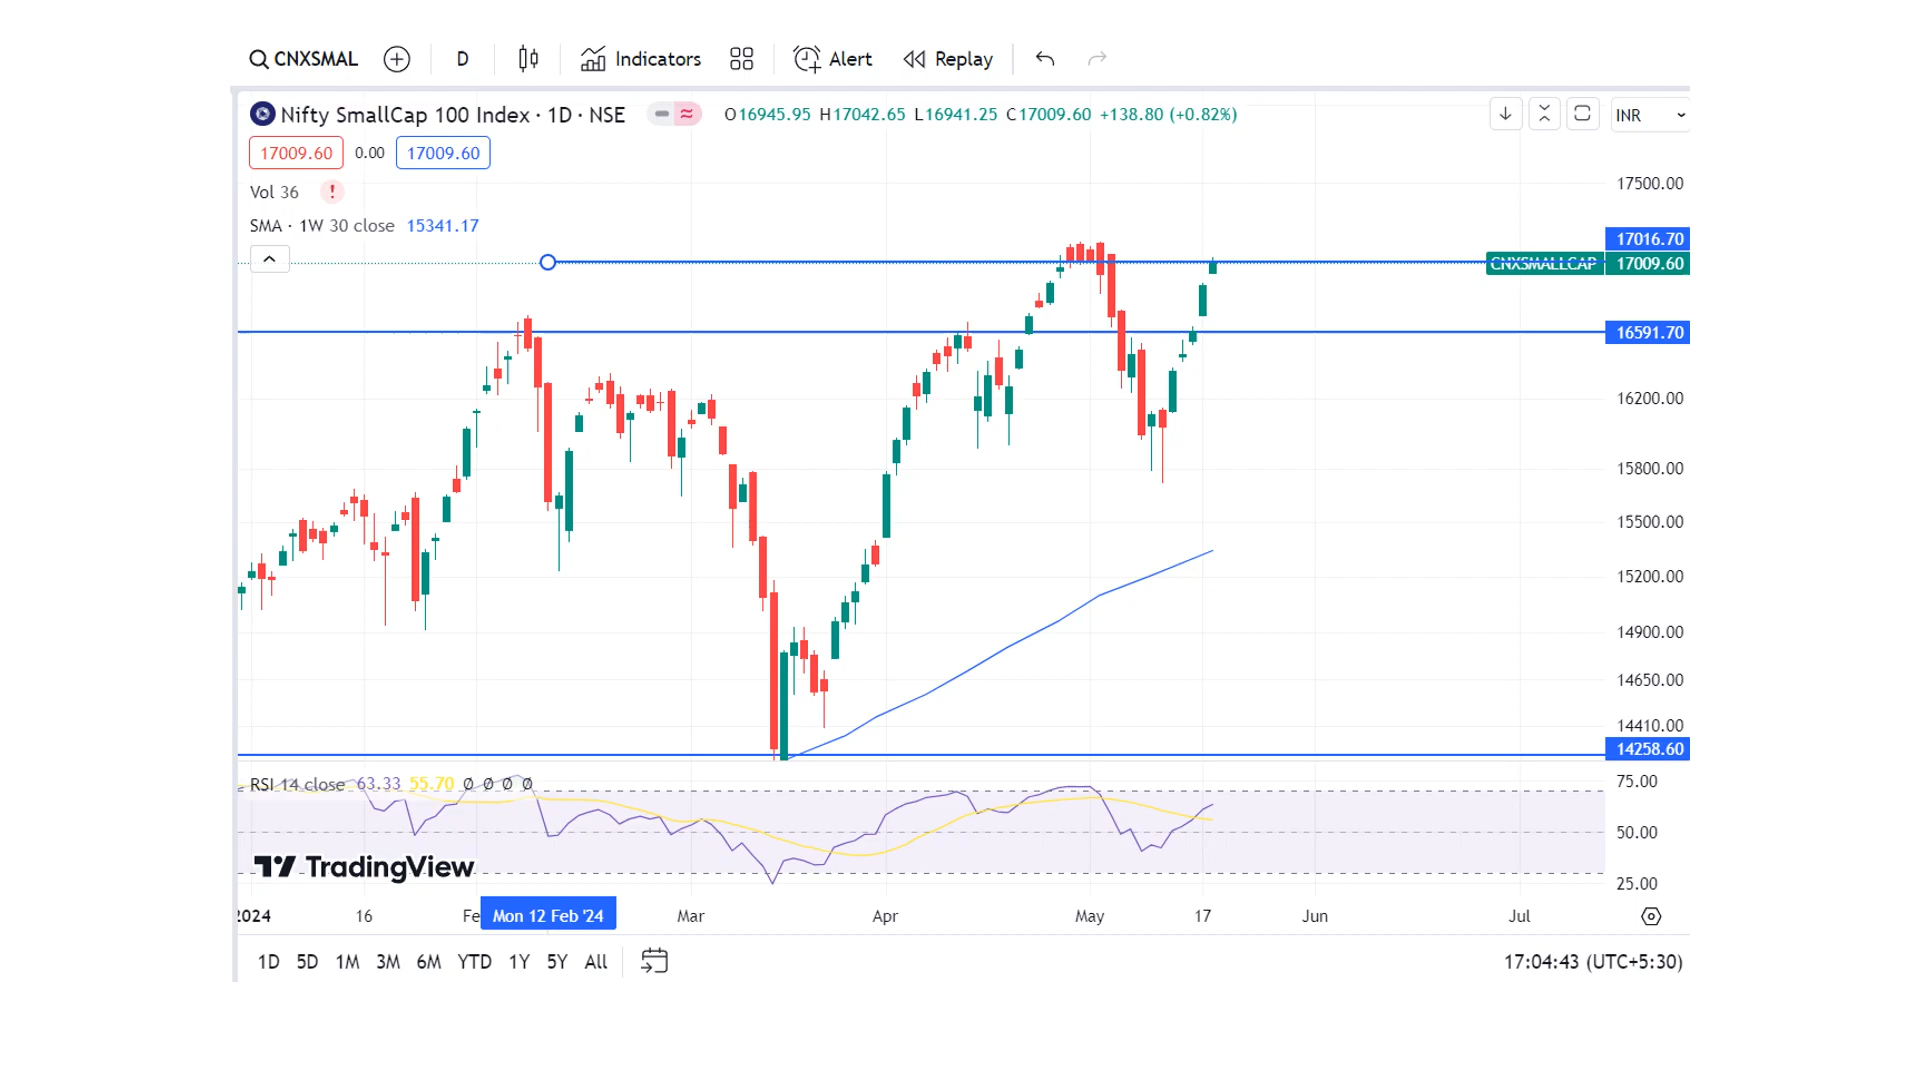 CNXSMAL D Indicators Alert Replay
Nifty SmallCap 100 Index · 1D · NSE O16945.95 H17042.65 L16941.25 C17009.60 +138.80 (+0.82%) INR
17009.60 0.00 17009.60
17500.00
Vol 36 !
SMA · 1W 30 close 15341.17
17016.70
CNXSMALLCAP 17009.60
16591.70
16200.00
15800.00
15500.00
15200.00
14900.00
14650.00
14410.00
14258.60
RSI 14 close 63.33 55.70 Ø Ø Ø Ø
75.00
50.00
TradingView
25.00
2024 16 Fe Mon 12 Feb '24 Mar Apr May 17 Jun Jul
1D 5D 1M 3M 6M YTD 1Y 5Y All 17:04:43 (UTC+5:30)